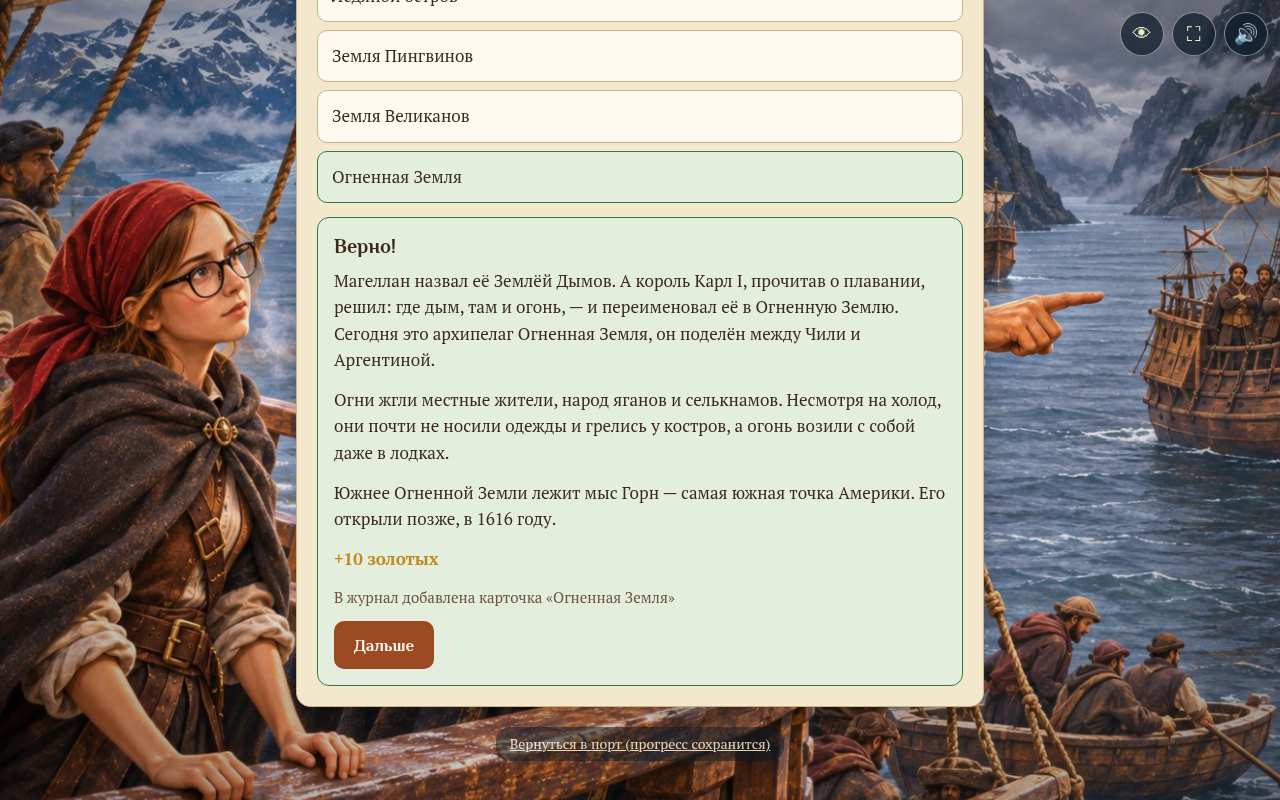 Ледяной остров
Земля Пингвинов
Земля Великанов
Огненная Земля
Верно!
Магеллан назвал её Землёй Дымов. А король Карл I, прочитав о плавании,
решил: где дым, там и огонь, — и переименовал её в Огненную Землю.
Сегодня это архипелаг Огненная Земля, он поделён между Чили и
Аргентиной.
Огни жгли местные жители, народ яганов и селькнамов. Несмотря на холод,
они почти не носили одежды и грелись у костров, а огонь возили с собой
даже в лодках.
Южнее Огненной Земли лежит мыс Горн — самая южная точка Америки. Его
открыли позже, в 1616 году.
+10 золотых
В журнал добавлена карточка «Огненная Земля»
Дальше
Вернуться в порт (прогресс сохранится)